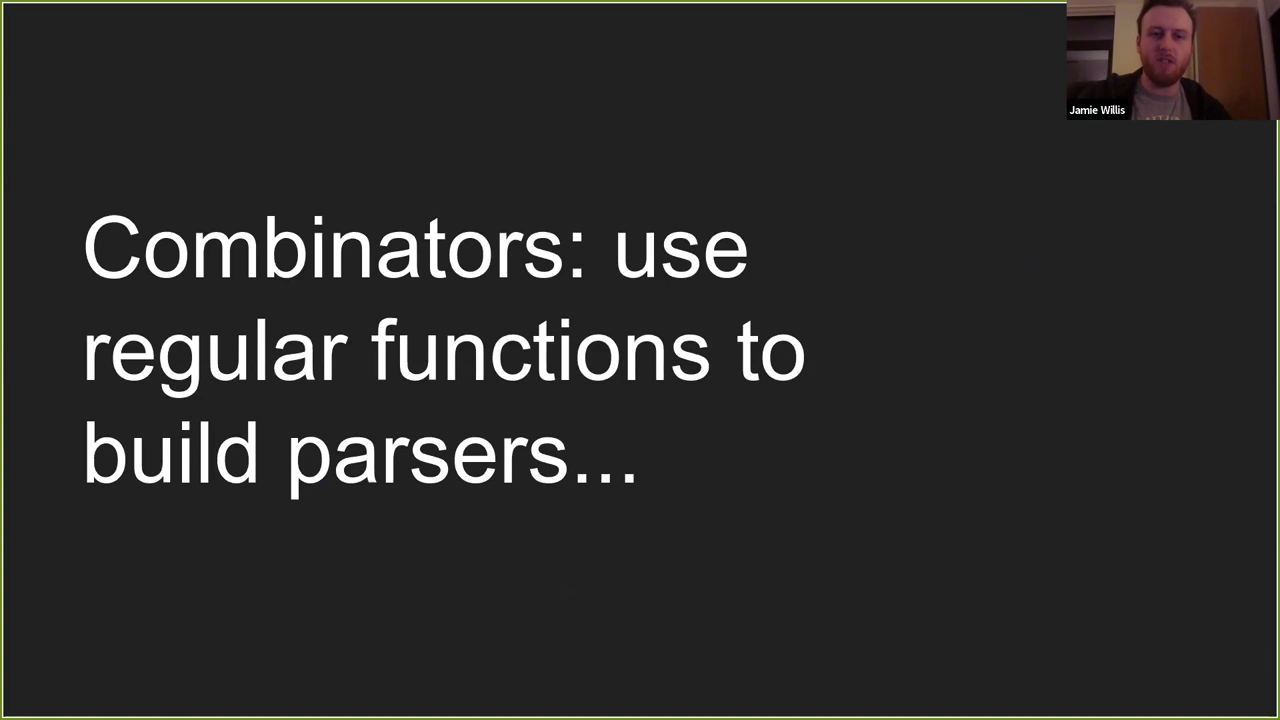 Jamie Willis
Combinators: use
regular functions to
build parsers...